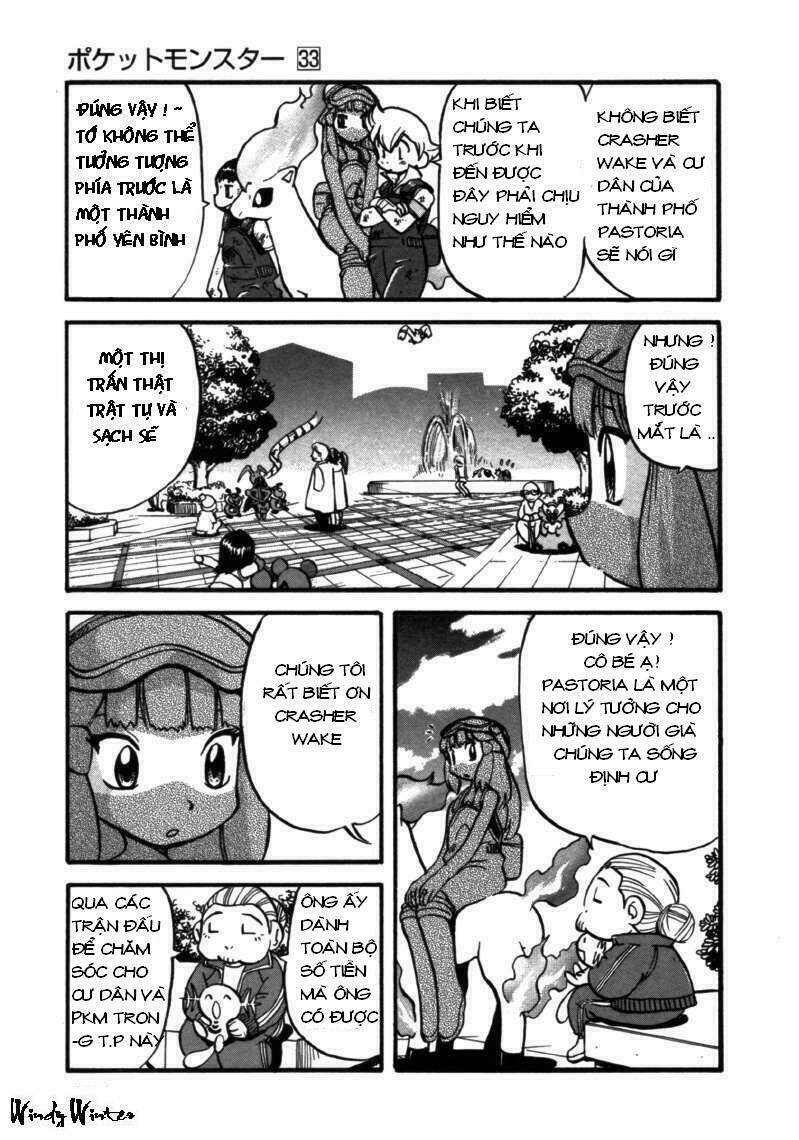 ポケットモンスター 33
KHÔNG BIẾT
CRASHER
WAKE VÀ CƯ
DÂN CỦA
THÀNH PHỐ
PASTORIA
SẼ NÓI GÌ
KHI BIẾT
CHÚNG TA
TRƯỚC KHI
ĐẾN ĐƯỢC
ĐÂY PHẢI CHỊU
NGUY HIỂM
NHƯ THẾ NÀO
ĐÚNG VẬY ! ~
TỚ KHÔNG THỂ
TƯỞNG TƯỢNG
PHÍA TRƯỚC LÀ
MỘT THÀNH
PHỐ YÊN BÌNH
NHƯNG !
ĐÚNG
VẬY
TRƯỚC
MẮT LÀ ..
MỘT THỊ
TRẤN THẬT
TRẬT TỰ VÀ
SẠCH SẼ
ĐÚNG VẬY !
CÔ BÉ Ạ!
PASTORIA LÀ MỘT
NƠI LÝ TƯỞNG CHO
NHỮNG NGƯỜI GIÀ
CHÚNG TA SỐNG
ĐỊNH CƯ
CHÚNG TÔI
RẤT BIẾT ƠN
CRASHER
WAKE
ÔNG ẤY
DÀNH
TOÀN BỘ
SỐ TIỀN
MÀ ÔNG
CÓ ĐƯỢC
QUA CÁC
TRẬN ĐẤU
ĐỂ CHĂM
SÓC CHO
CƯ DÂN VÀ
PKM TRON
-G T.P NÀY
Windy Winter